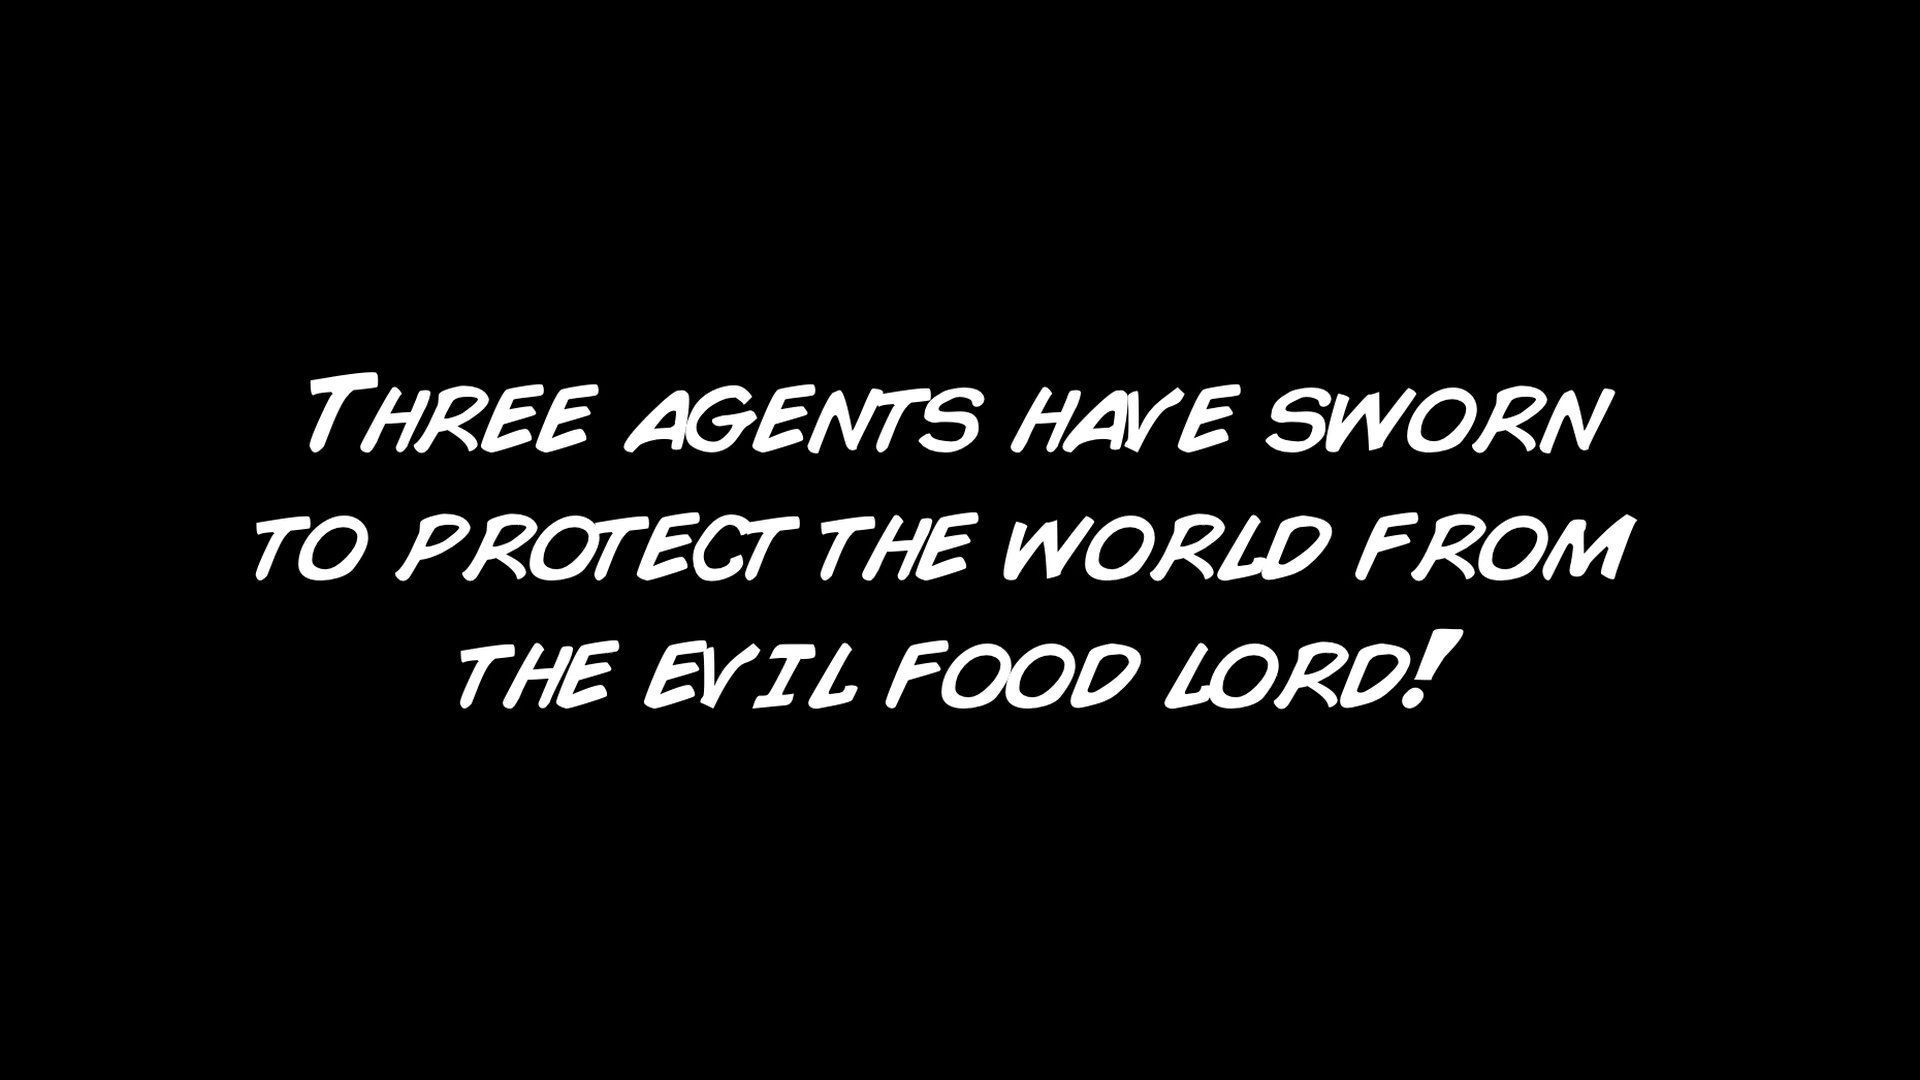 Three agents have sworn
to protect the world from
the evil food lord!